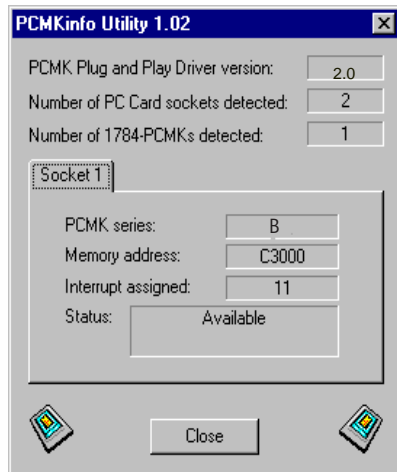 PCMKinfo Utility 1.02
PCMK Plug and Play Driver version: 2.0
Number of PC Card sockets detected: 2
Number of 1784-PCMKs detected: 1
Socket 1
PCMK series: B
Memory address: C3000
Interrupt assigned: 11
Status: Available
Close